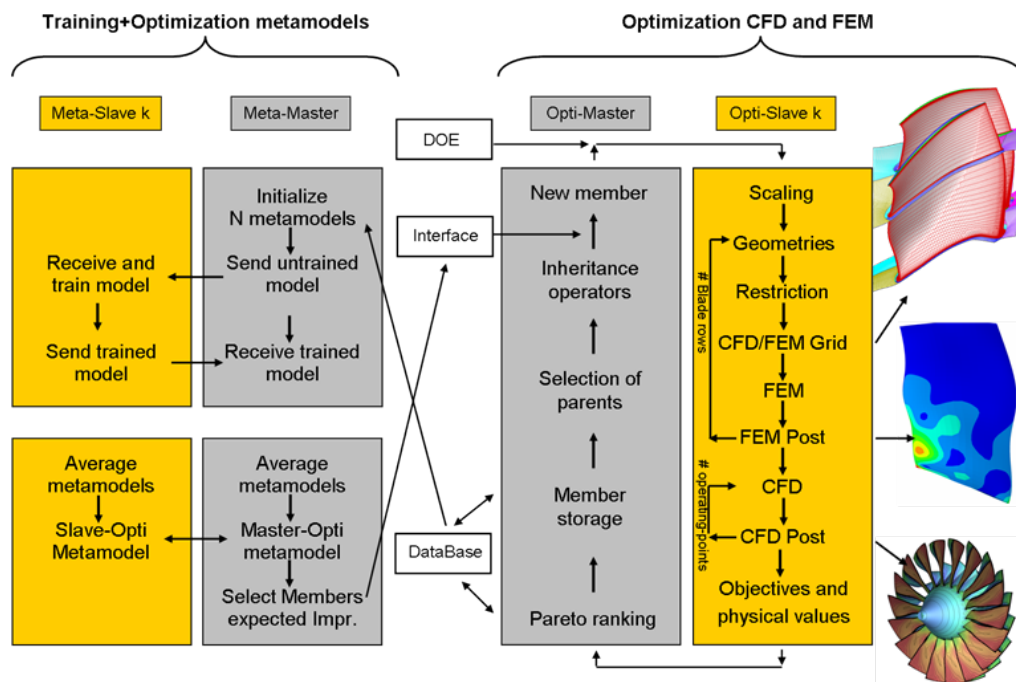 Training+Optimization metamodels
Optimization CFD and FEM
Meta-Slave k
Meta-Master
DOE
Opti-Master
Opti-Slave k
Receive and
train model
Send trained
model
Initialize
N metamodels
Send untrained
model
Receive trained
model
Average
metamodels
Slave-Opti
Metamodel
Average
metamodels
Master-Opti
metamodel
Select Members
expected Impr.
Interface
DataBase
New member
Inheritance
operators
Selection of
parents
Member
storage
Pareto ranking
Scaling
Geometries
Restriction
CFD/FEM Grid
FEM
FEM Post
CFD
CFD Post
Objectives and
physical values
# Blade rows
# operating-points